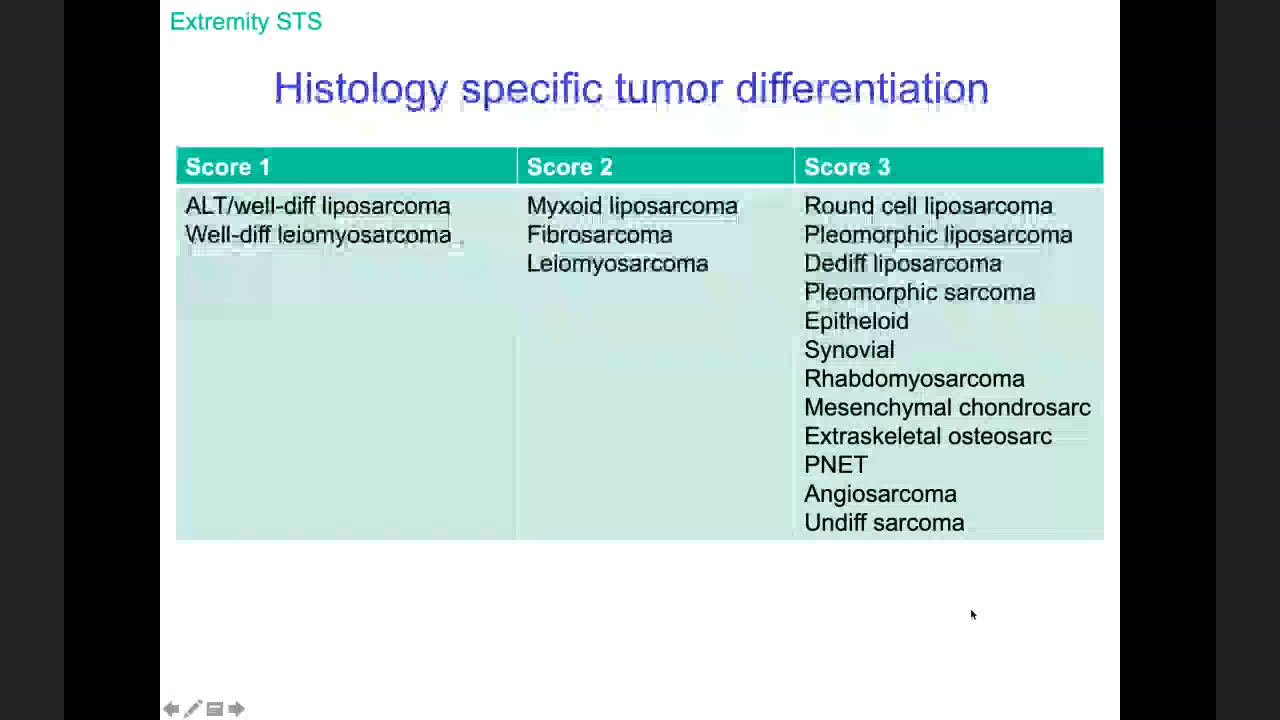 Extremity STS
Histology specific tumor differentiation
Score 1
Score 2
Score 3
ALT/well-diff liposarcoma
Well-diff leiomyosarcoma
Myxoid liposarcoma
Fibrosarcoma
Leiomyosarcoma
Round cell liposarcoma
Pleomorphic liposarcoma
Dediff liposarcoma
Pleomorphic sarcoma
Epitheloid
Synovial
Rhabdomyosarcoma
Mesenchymal chondrosarc
Extraskeletal osteosarc
PNET
Angiosarcoma
Undiff sarcoma